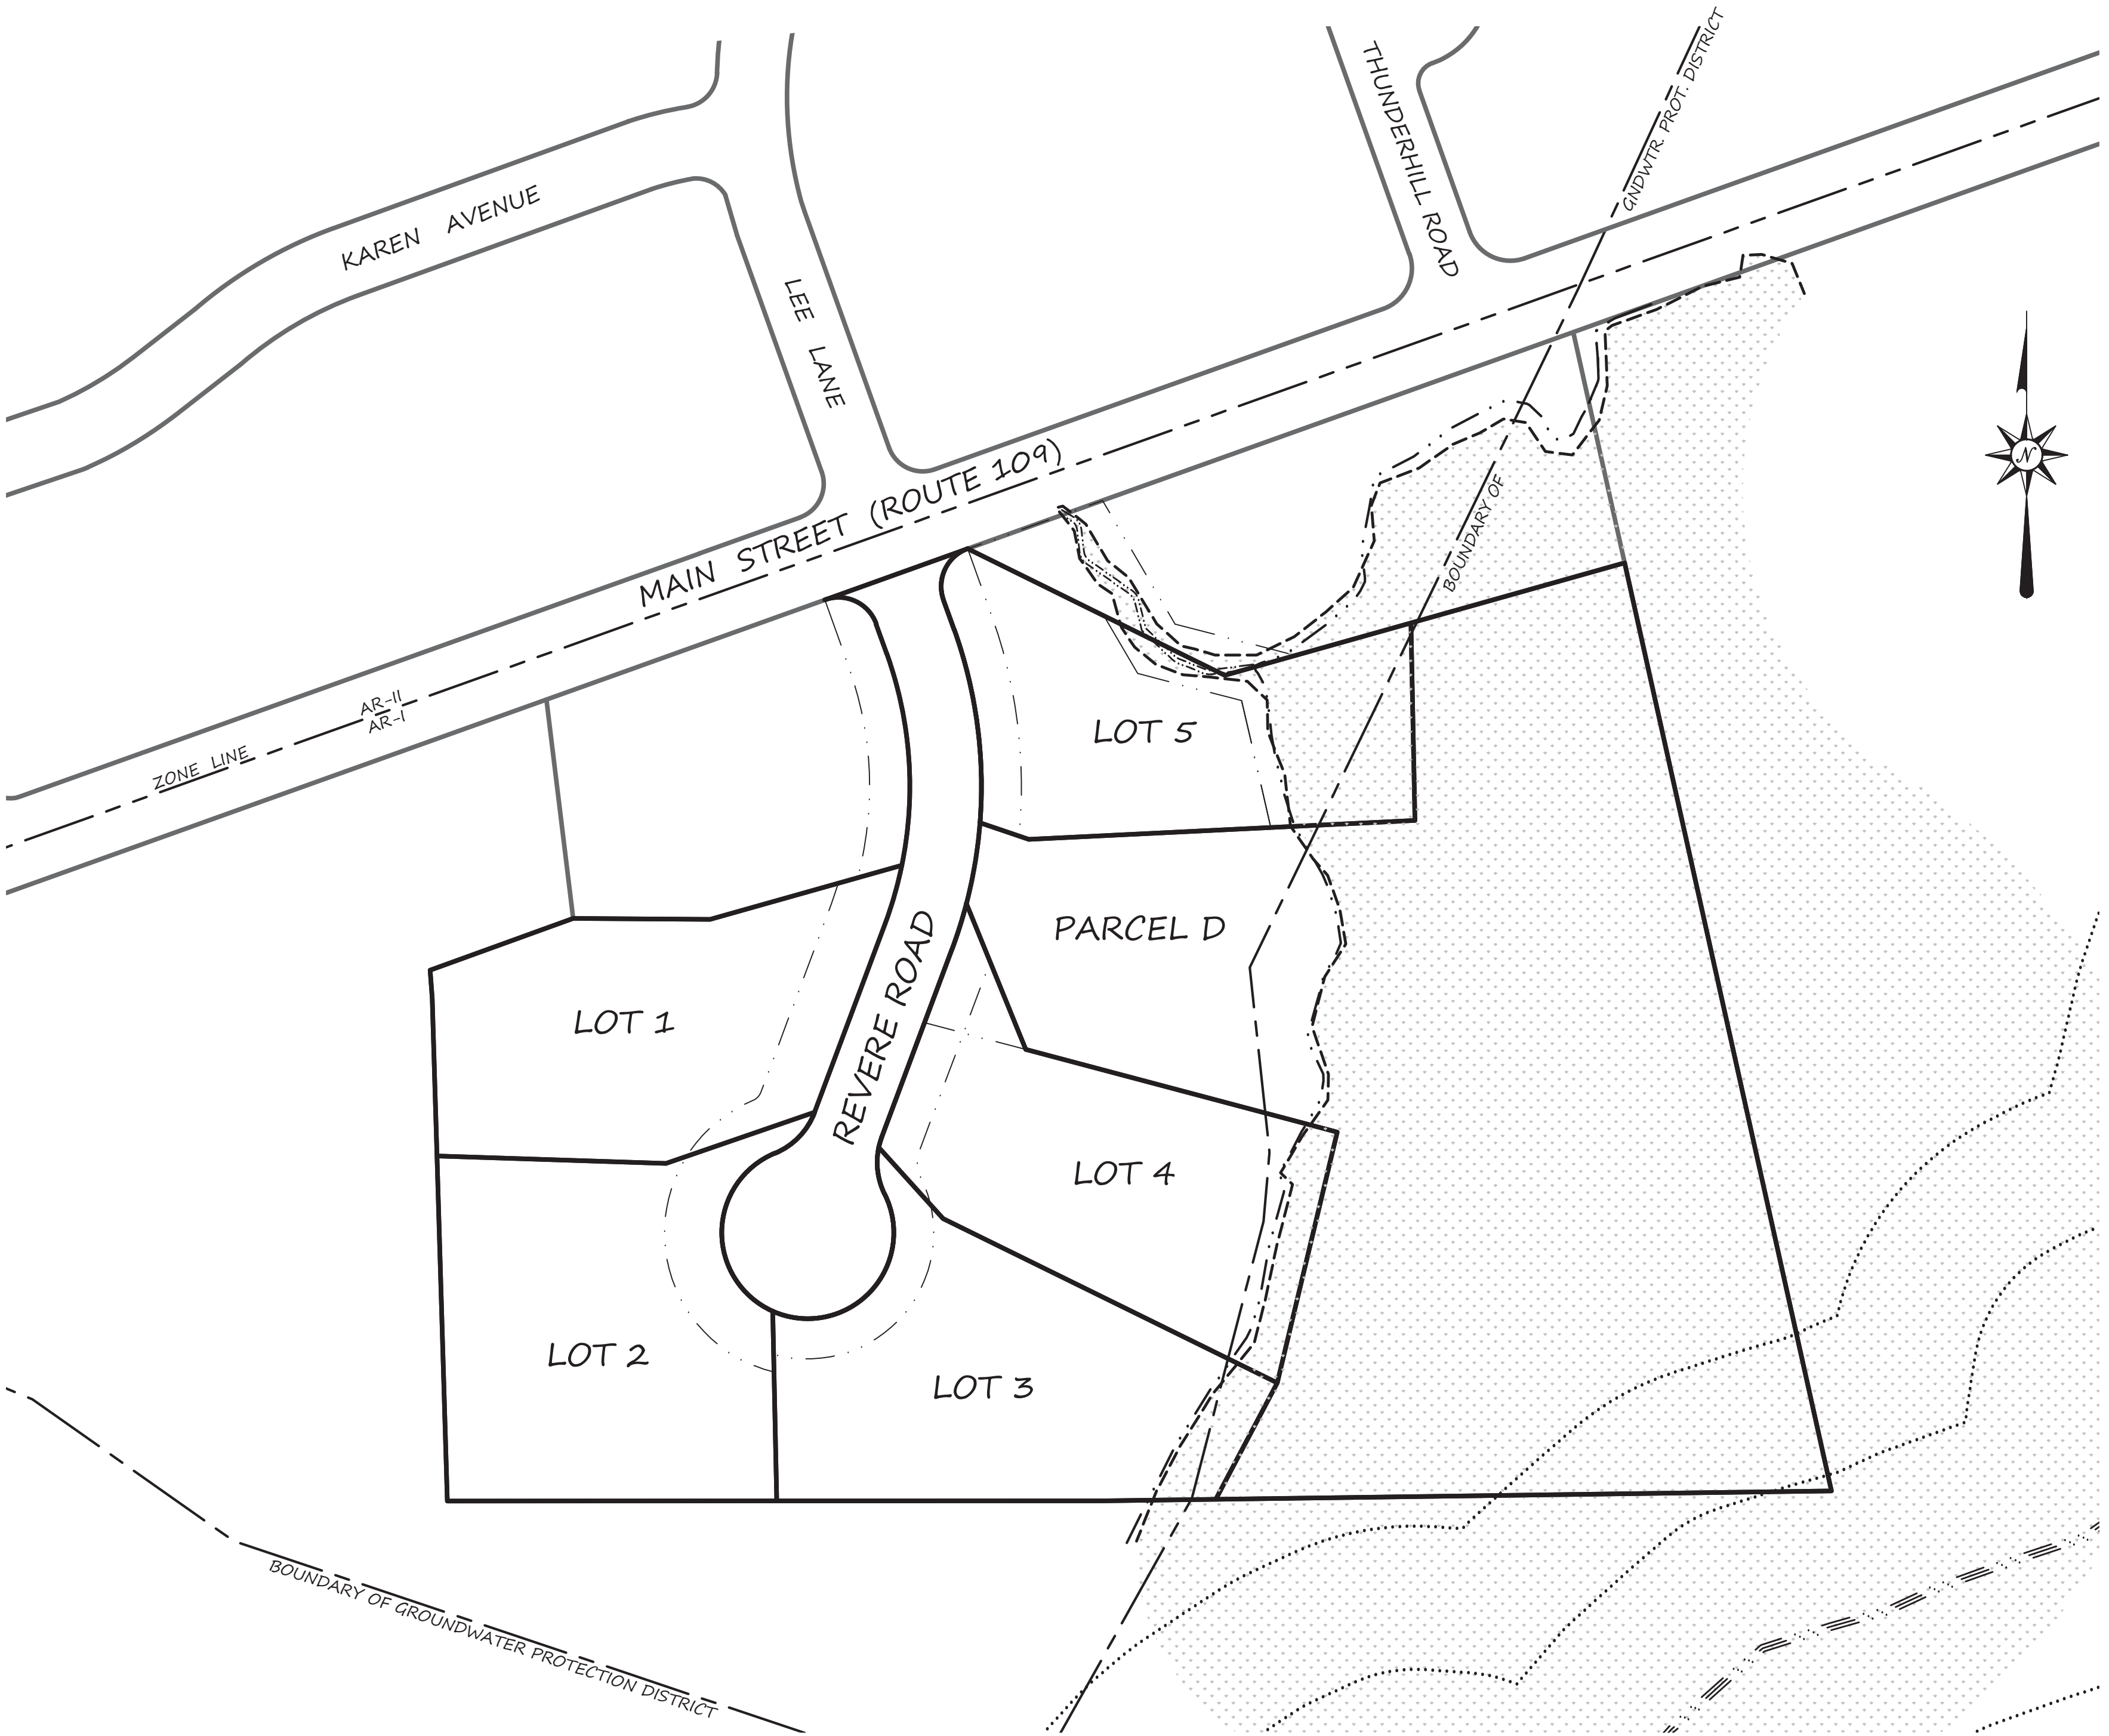 THUNDERHILL ROAD
GNDWTR. PROT. DISTRICT
KAREN AVENUE
LEE LANE
MAIN STREET (ROUTE 109)
BOUNDARY OF
N
AR-II
AR-I
ZONE LINE
LOT 5
PARCEL D
REVERE ROAD
LOT 1
LOT 4
LOT 2
LOT 3
BOUNDARY OF GROUNDWATER PROTECTION DISTRICT